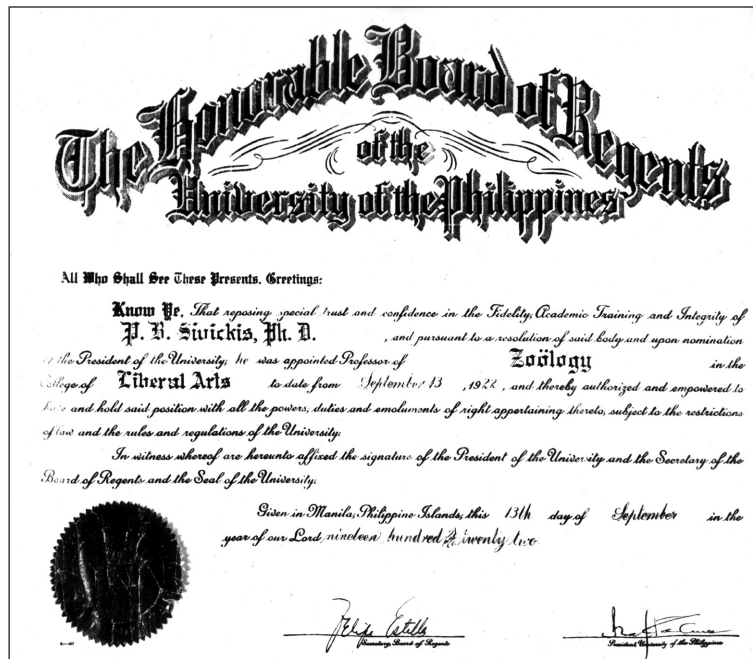 The Honorable Board of Regents
of the
University of the Philippines
All Who Shall See These Presents, Greetings:
Know Ye, That reposing special trust and confidence in the Fidelity, Academic Training and Integrity of
P. B. Sivickis, Ph. D. , and pursuant to a resolution of said body and upon nomination
of the President of the University, he was appointed Professor of Zoölogy in the
College of Liberal Arts to date from September 13 , 1922 , and thereby authorized and empowered to
have and hold said position with all the powers, duties and emoluments of right appertaining thereto, subject to the restrictions
of law and the rules and regulations of the University.
In witness whereof are hereunto affixed the signature of the President of the University and the Secretary of the
Board of Regents and the Seal of the University.
Given in Manila, Philippine Islands, this 13th day of September in the
year of our Lord, nineteen hundred & twenty two.
Felipe Estella
Secretary Board of Regents
President, University of the Philippines